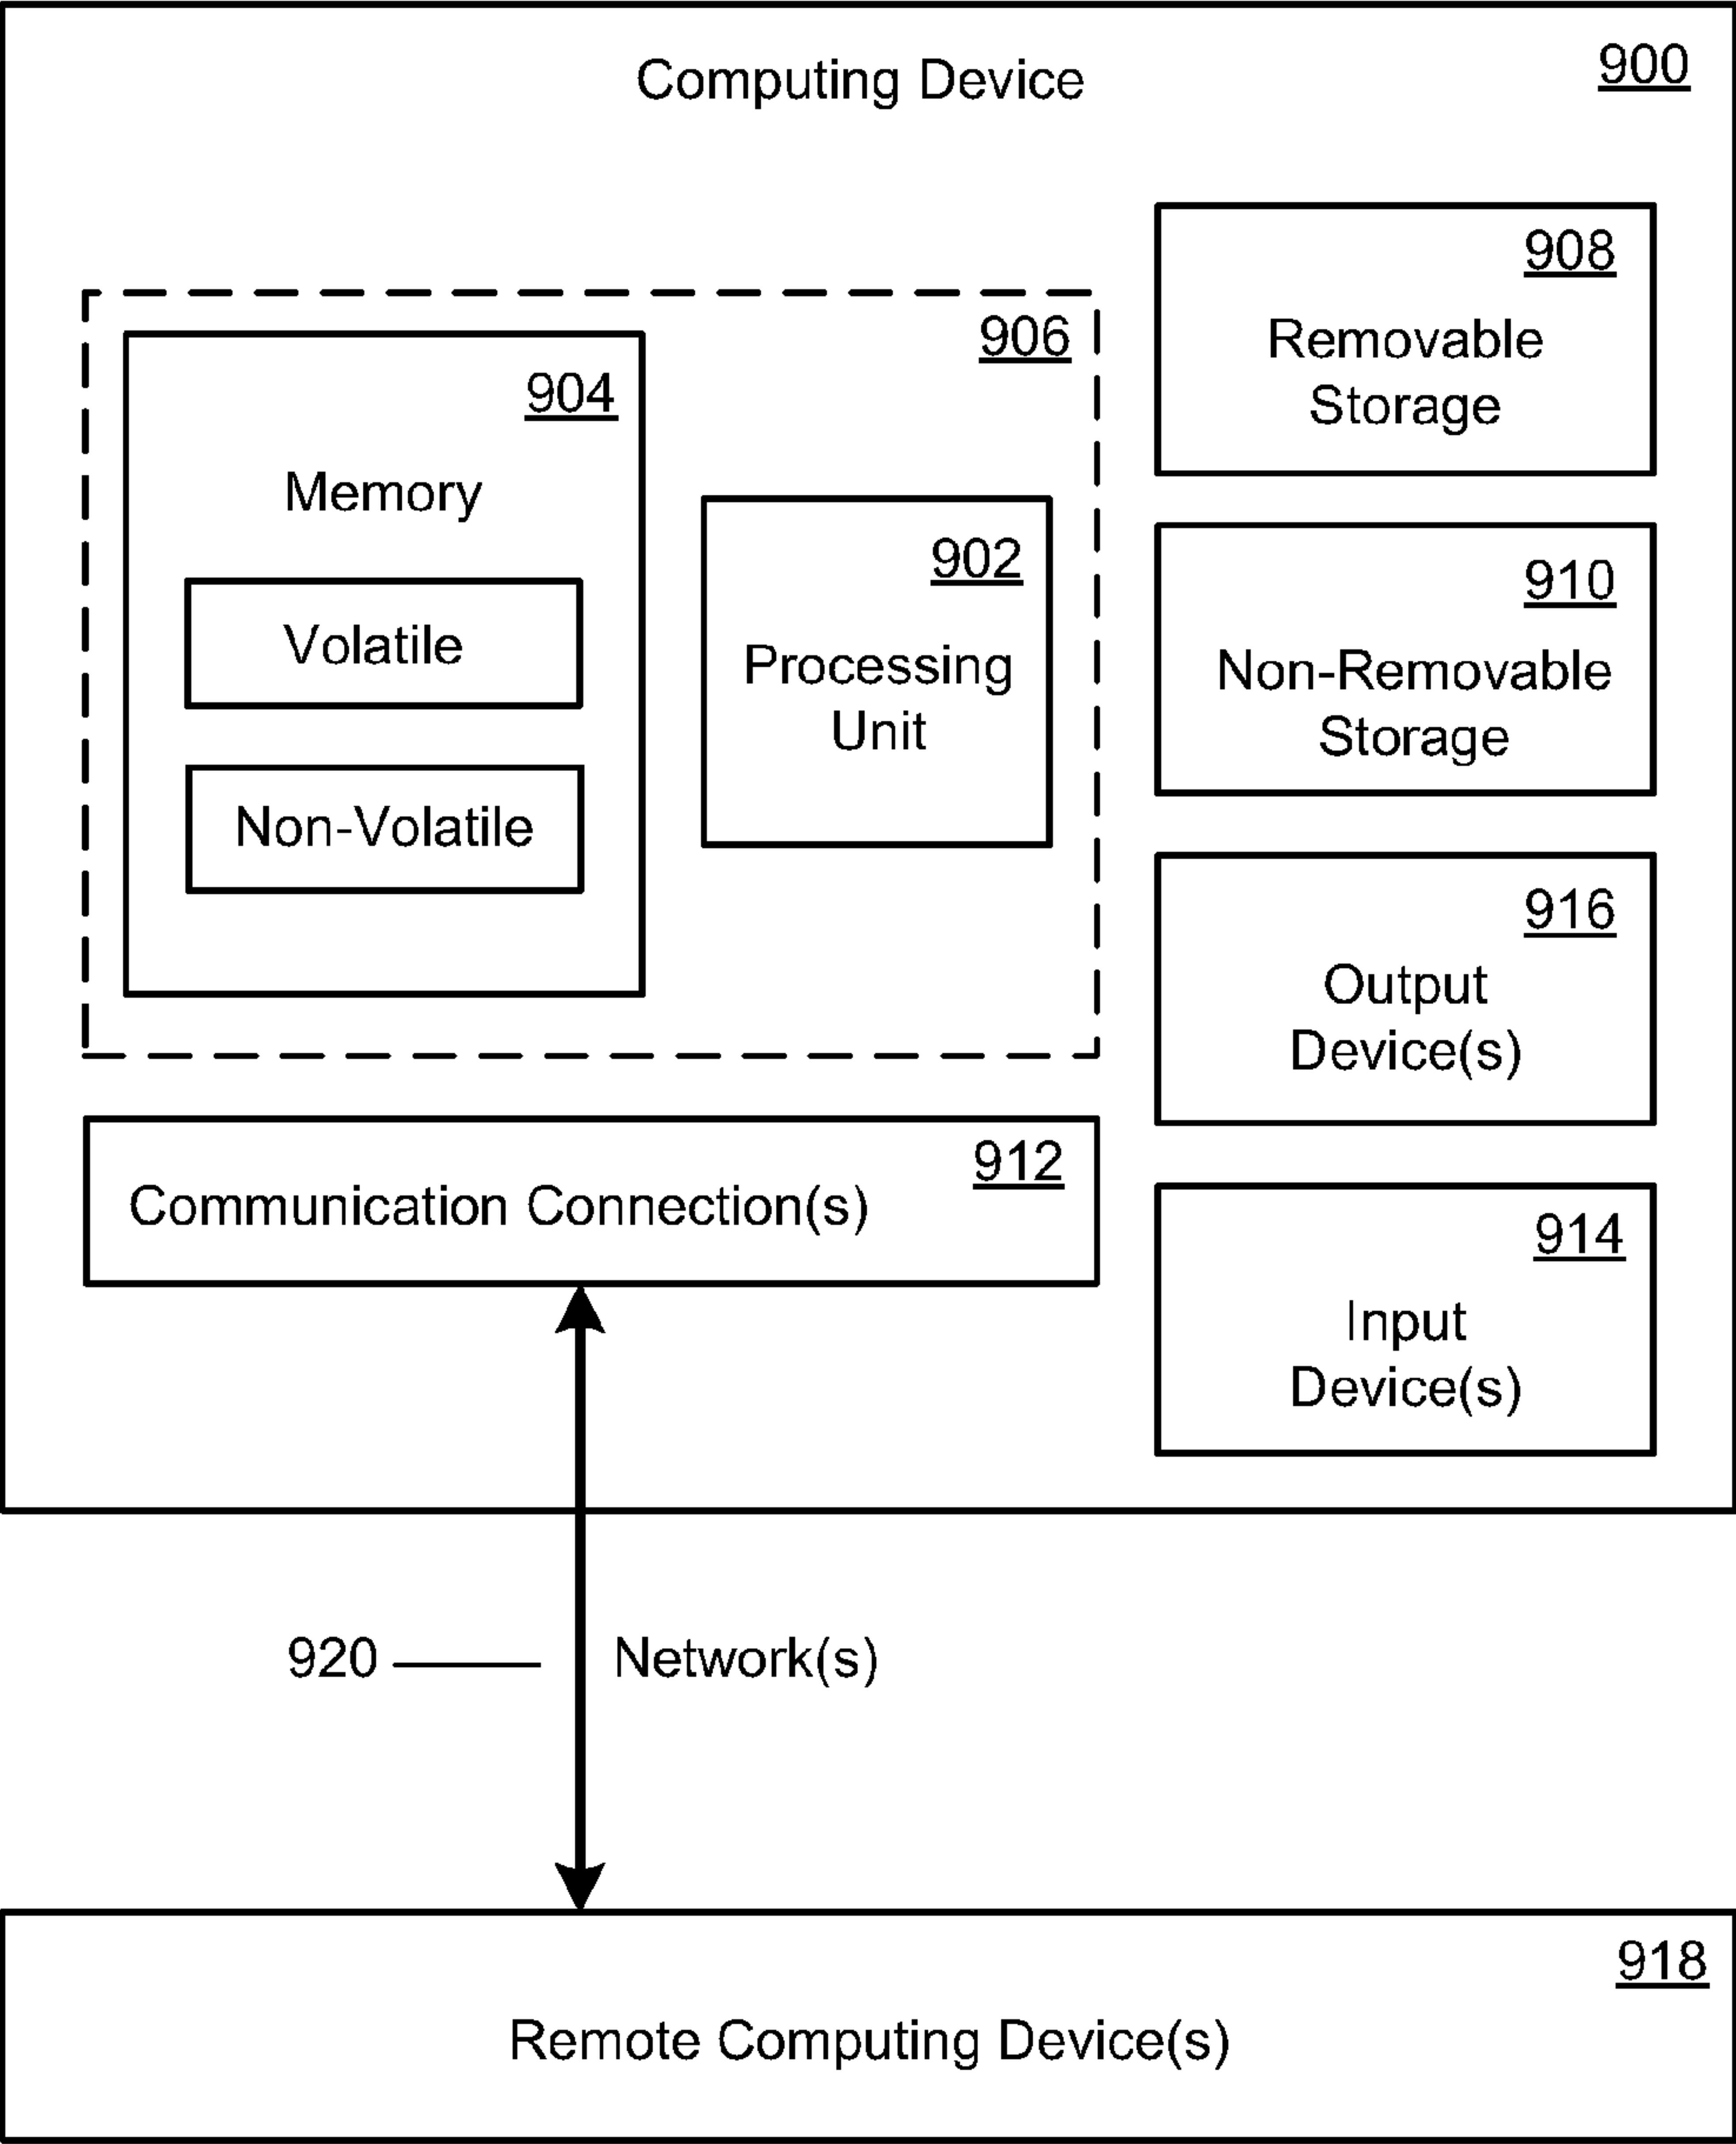 Computing Device
900
906
904
Memory
Volatile
Non-Volatile
902
Processing
Unit
908
Removable
Storage
910
Non-Removable
Storage
916
Output
Device(s)
912
Communication Connection(s)
914
Input
Device(s)
920
Network(s)
918
Remote Computing Device(s)